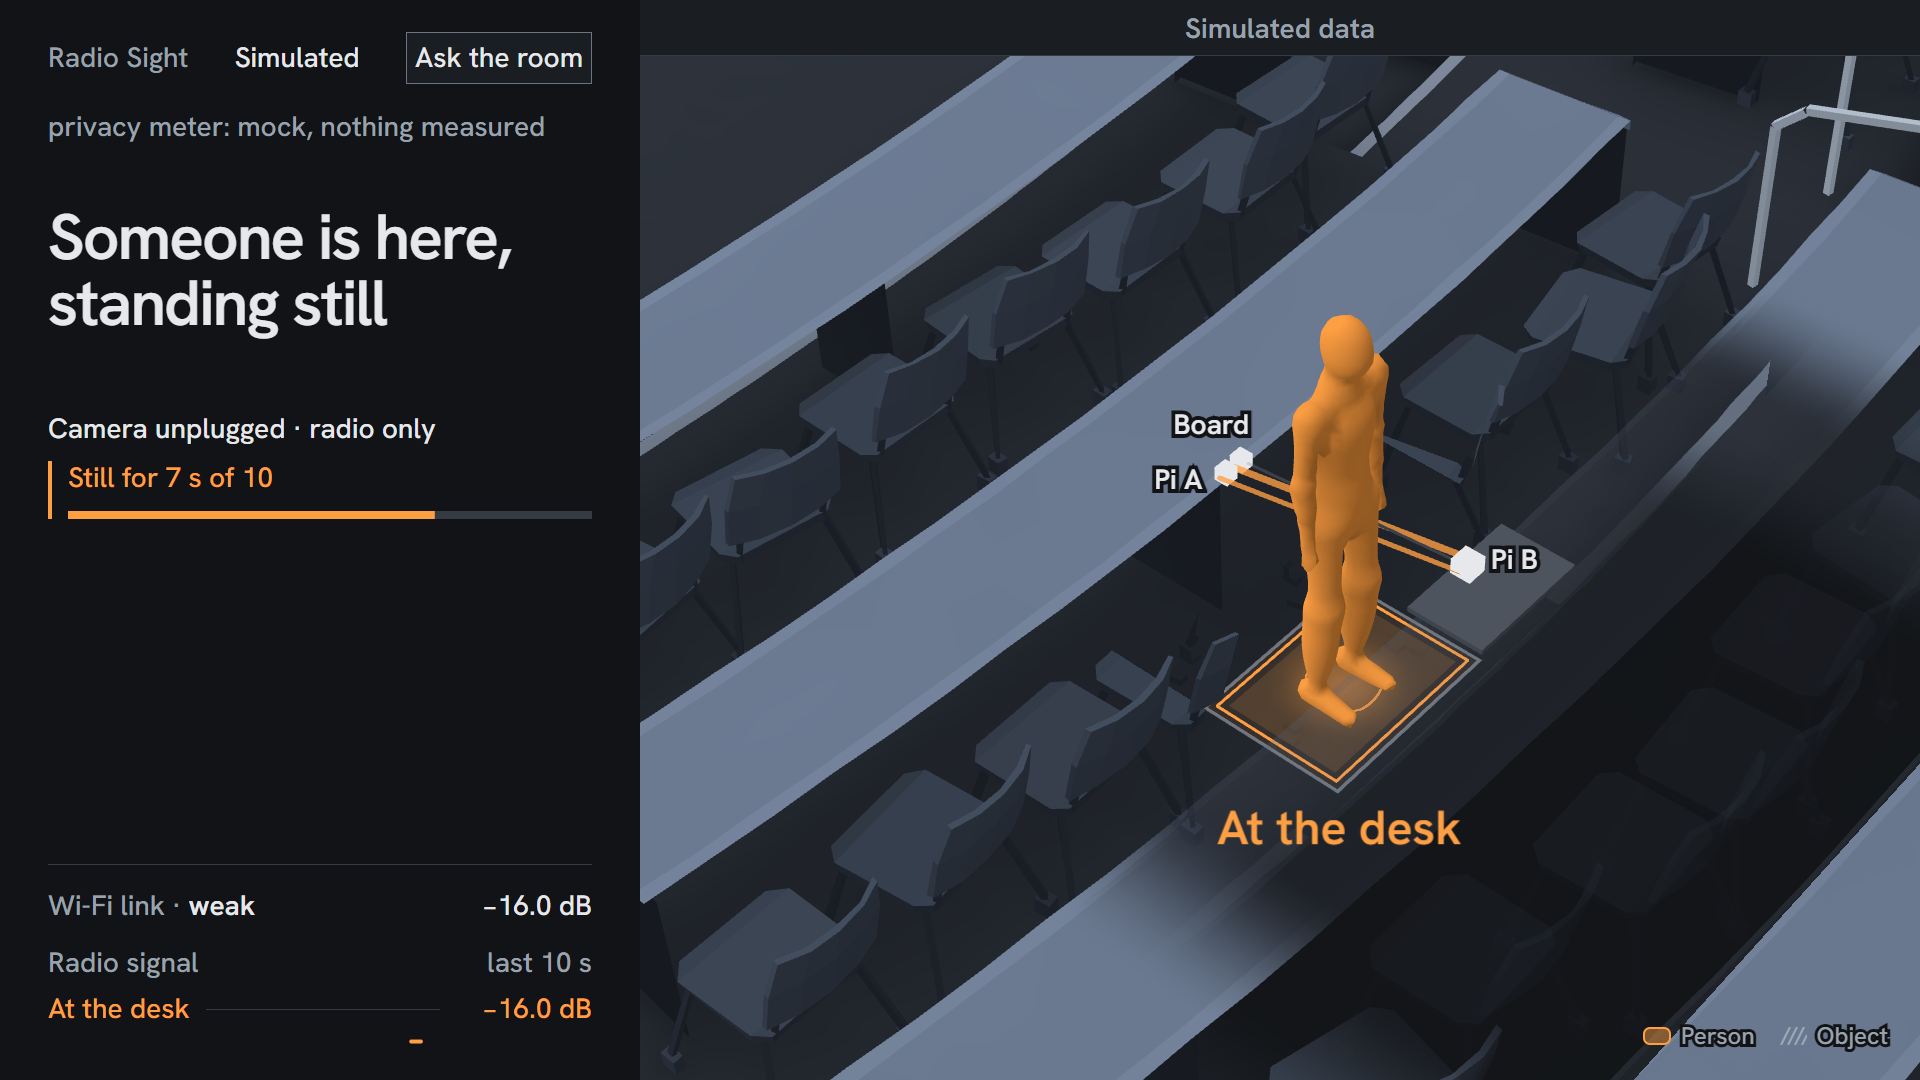 Radio Sight
Simulated
Ask the room
privacy meter: mock, nothing measured
Someone is here,
standing still
Camera unplugged · radio only
Still for 7 s of 10
Wi-Fi link · weak
−16.0 dB
Radio signal
last 10 s
At the desk
−16.0 dB
Simulated data
Board
Pi A
Pi B
At the desk
Person
Object